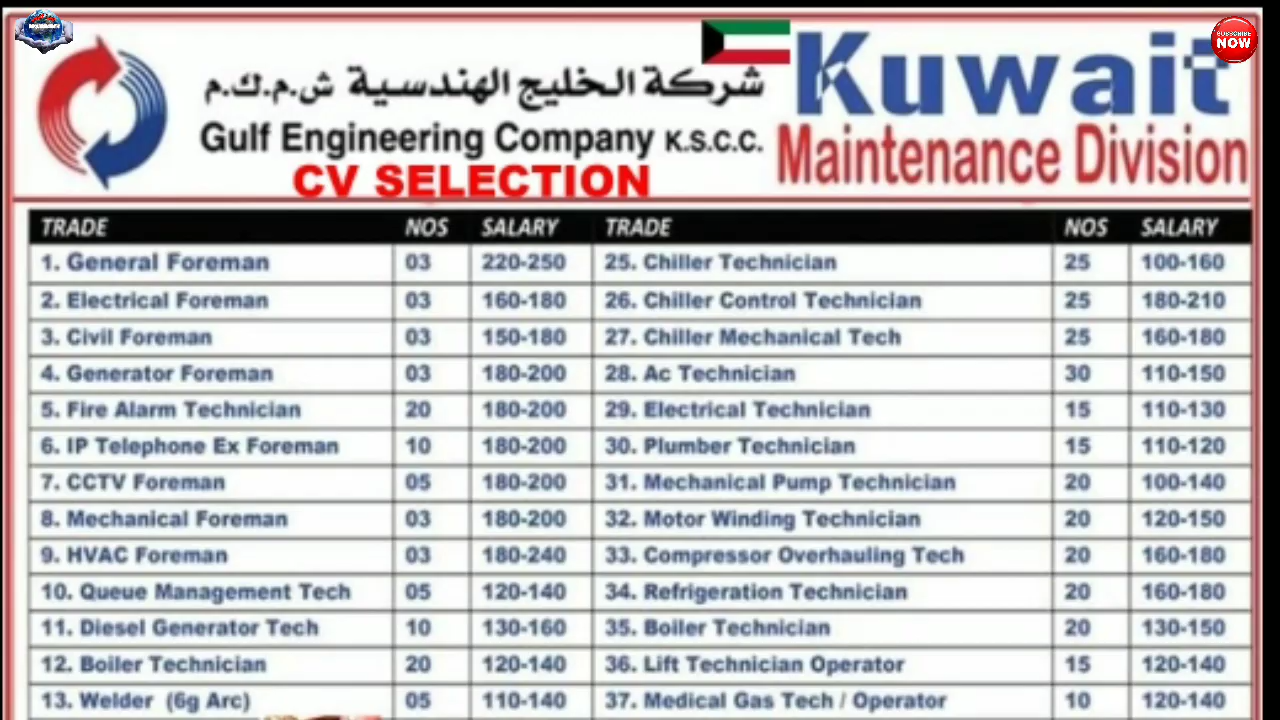 SUBSCRIBE
NOW
Kuwait
شركة الخليج الهندسية ش.م.ك.م
Gulf Engineering Company K.S.C.C.
Maintenance Division
CV SELECTION
TRADE NOS SALARY TRADE NOS SALARY
1. General Foreman 03 220-250 25. Chiller Technician 25 100-160
2. Electrical Foreman 03 160-180 26. Chiller Control Technician 25 180-210
3. Civil Foreman 03 150-180 27. Chiller Mechanical Tech 25 160-180
4. Generator Foreman 03 180-200 28. Ac Technician 30 110-150
5. Fire Alarm Technician 20 180-200 29. Electrical Technician 15 110-130
6. IP Telephone Ex Foreman 10 180-200 30. Plumber Technician 15 110-120
7. CCTV Foreman 05 180-200 31. Mechanical Pump Technician 20 100-140
8. Mechanical Foreman 03 180-200 32. Motor Winding Technician 20 120-150
9. HVAC Foreman 03 180-240 33. Compressor Overhauling Tech 20 160-180
10. Queue Management Tech 05 120-140 34. Refrigeration Technician 20 160-180
11. Diesel Generator Tech 10 130-160 35. Boiler Technician 20 130-150
12. Boiler Technician 20 120-140 36. Lift Technician Operator 15 120-140
13. Welder (6g Arc) 05 110-140 37. Medical Gas Tech / Operator 10 120-140